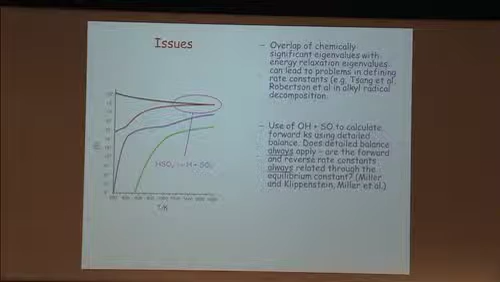 Issues
– Overlap of chemically
significant eigenvalues with
energy relaxation eigenvalues
can lead to problems in defining
rate constants (e.g. Tsang et al,
Robertson et al in alkyl radical
decomposition.
– Use of OH + SO to calculate
forward ks using detailed
balance. Does detailed balance
always apply – are the forward
and reverse rate constants
always related through the
equilibrium constant? (Miller
and Klippenstein, Miller et al.)
T/K